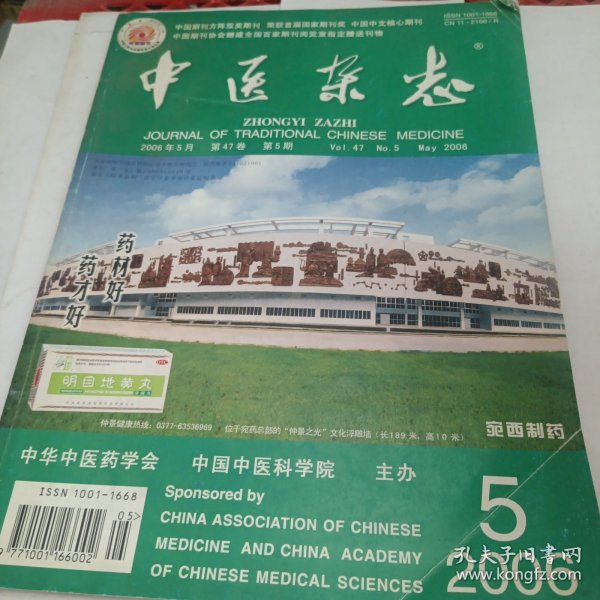 中国期刊方阵双奖期刊 荣获首届国家期刊奖 中国中文核心期刊
中国期刊协会赠建全国百家期刊阅览室指定赠送刊物
ISSN 1001-1668
CN 11-2166/R
中医杂志®
ZHONGYI ZAZHI
JOURNAL OF TRADITIONAL CHINESE MEDICINE
2006年5月 第47卷 第5期 Vol.47 No.5 May 2006
药材好
药才好
明目地黄丸
仲景健康热线：0377-63536969 位于宛药总部的“仲景之光”文化浮雕墙（长189米，高10米）
宛西制药
中华中医药学会 中国中医科学院 主办
ISSN 1001-1668
05>
9 771001 166002
Sponsored by
CHINA ASSOCIATION OF CHINESE
MEDICINE AND CHINA ACADEMY
OF CHINESE MEDICAL SCIENCES
5
2006
孔夫子旧书网
www.kongfz.com